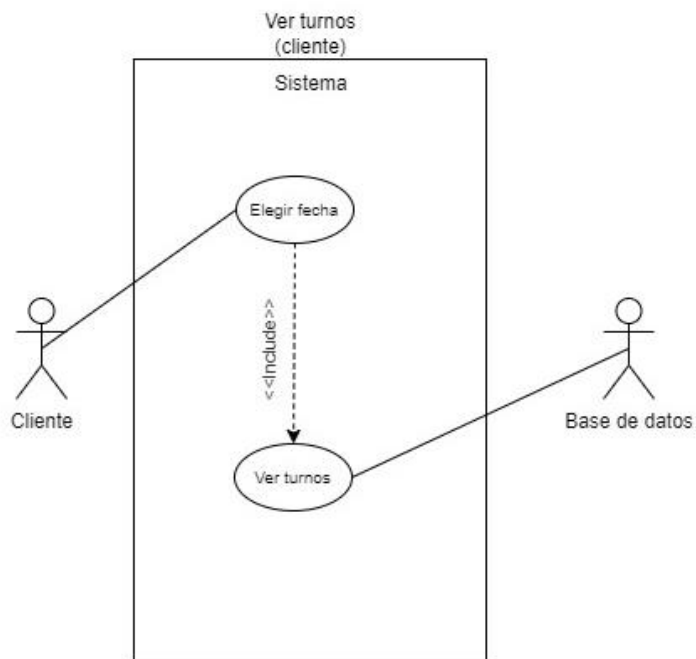 Ver turnos
(cliente)
Sistema
Elegir fecha
<<Include>>
Cliente
Base de datos
Ver turnos